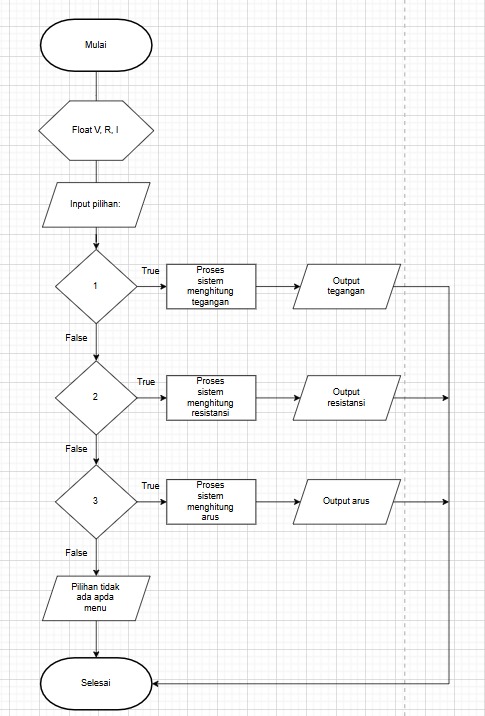 Mulai
Float V, R, I
Input pilihan:
1
True
Proses
sistem
menghitung
tegangan
Output
tegangan
False
2
True
Proses
sistem
menghitung
resistansi
Output
resistansi
False
3
True
Proses
sistem
menghitung
arus
Output arus
False
Pilihan tidak
ada apda
menu
Selesai